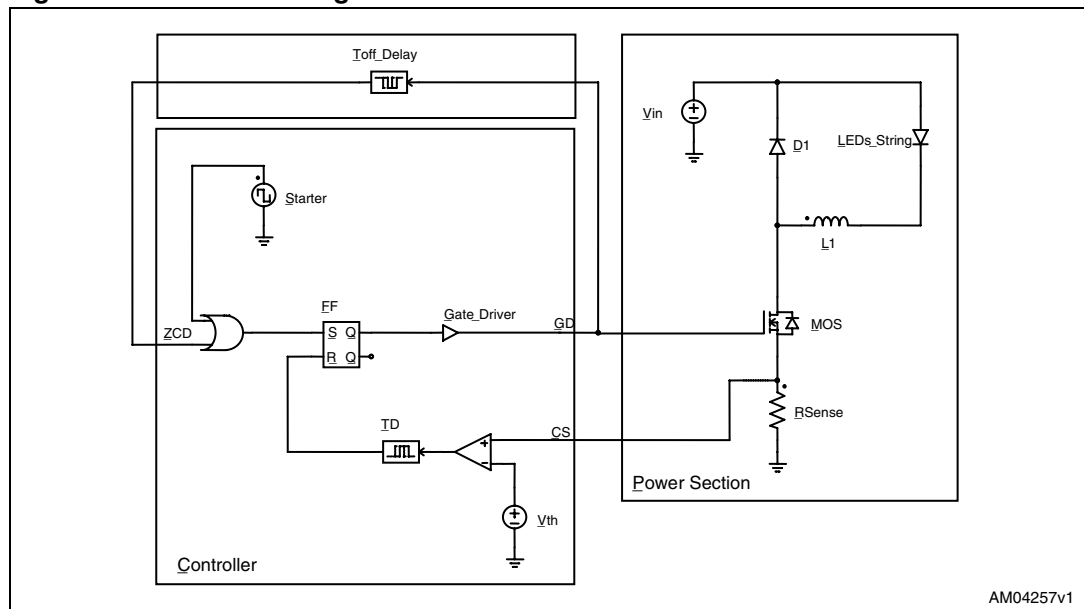 Toff_Delay
Vin
D1
LEDs_String
Starter
L1
FF
Gate_Driver
ZCD
S Q
GD
MOS
R Q
TD
CS
RSense
Vth
Power Section
Controller
AM04257v1